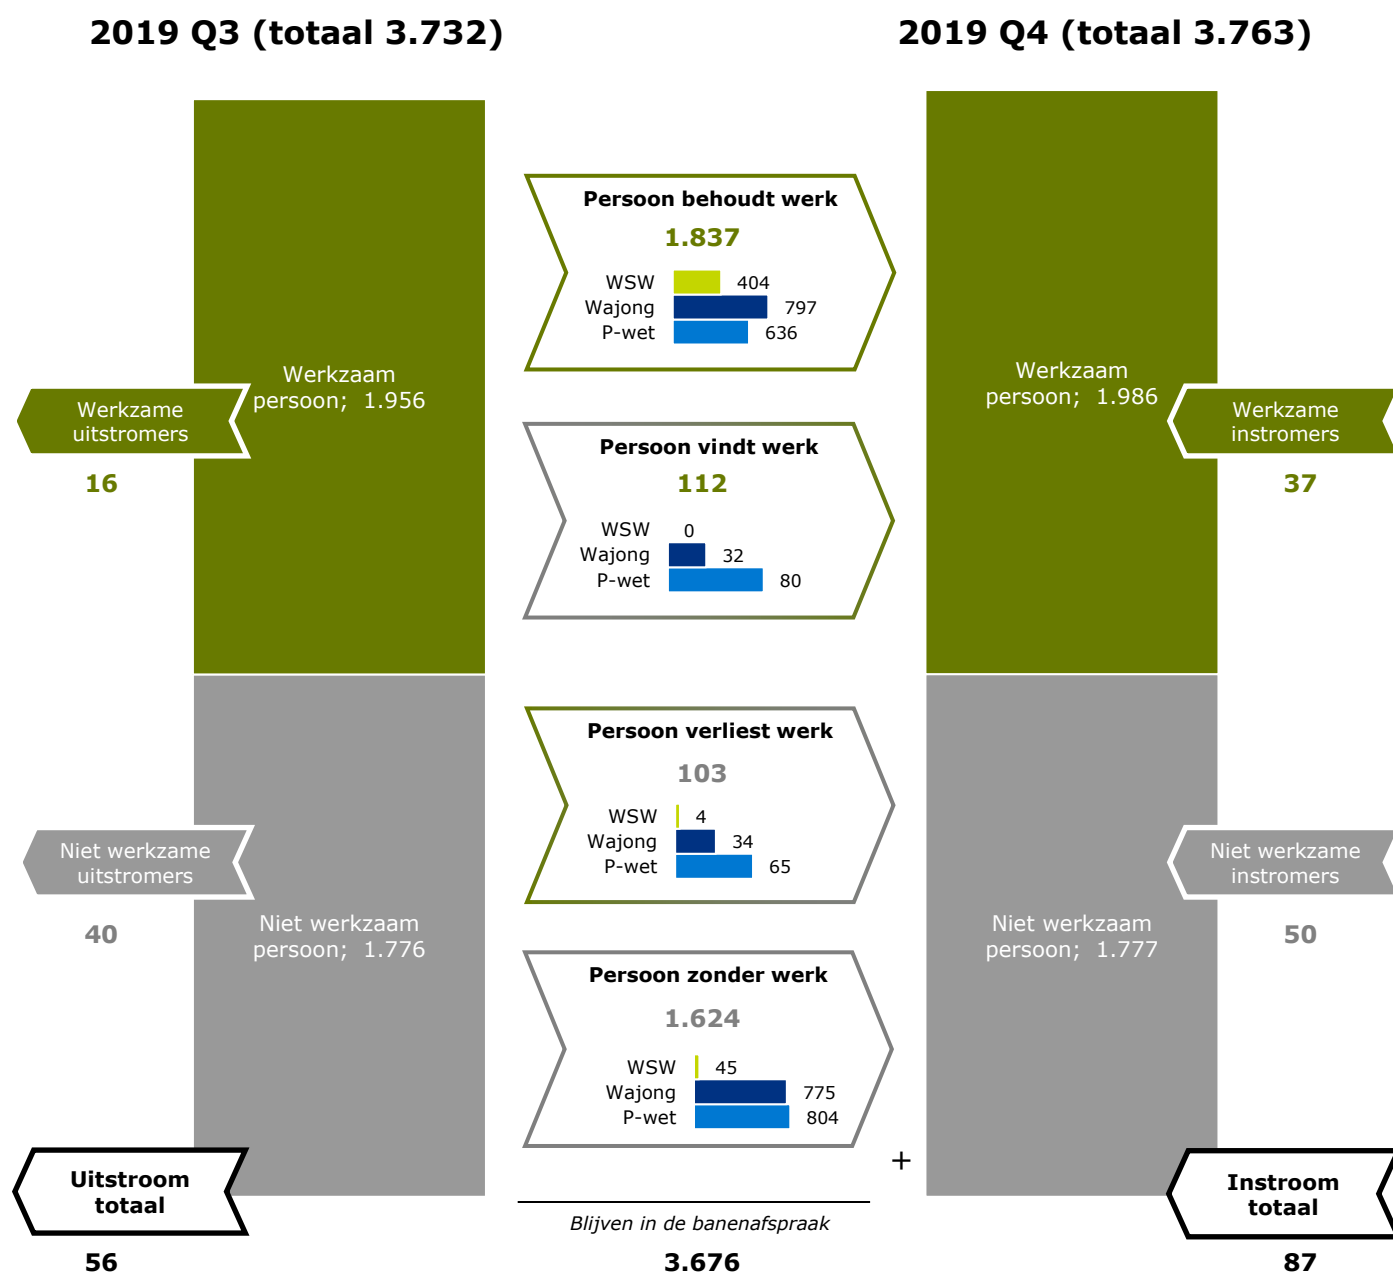 2019 Q3 (totaal 3.732)
2019 Q4 (totaal 3.763)
Werkzaam
persoon; 1.956
Werkzame
uitstromers
16
Niet werkzame
uitstromers
40
Niet werkzaam
persoon; 1.776
Uitstroom
totaal
56
Persoon behoudt werk
1.837
WSW 404
Wajong 797
P-wet 636
Persoon vindt werk
112
WSW 0
Wajong 32
P-wet 80
Persoon verliest werk
103
WSW 4
Wajong 34
P-wet 65
Persoon zonder werk
1.624
WSW 45
Wajong 775
P-wet 804
+
Blijven in de banenafspraak
3.676
Werkzaam
persoon; 1.986
Werkzame
instromers
37
Niet werkzame
instromers
50
Niet werkzaam
persoon; 1.777
Instroom
totaal
87